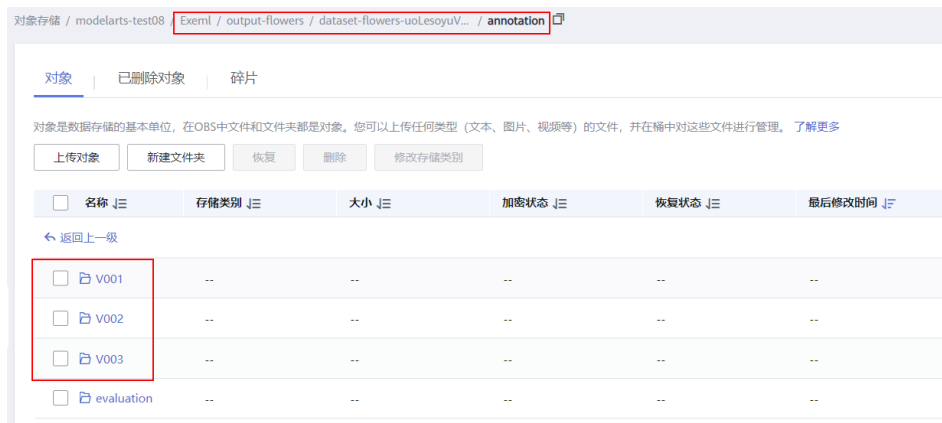 对象存储 / modelarts-test08 / Exeml / output-flowers / dataset-flowers-uoLesoyuV... / annotation
对象 已删除对象 碎片
对象是数据存储的基本单位，在OBS中文件和文件夹都是对象。您可以上传任何类型（文本、图片、视频等）的文件，并在桶中对这些文件进行管理。 了解更多
上传对象 新建文件夹 恢复 删除 修改存储类别
名称 存储类别 大小 加密状态 恢复状态 最后修改时间
返回上一级
V001 -- -- -- -- --
V002 -- -- -- -- --
V003 -- -- -- -- --
evaluation -- -- -- -- --